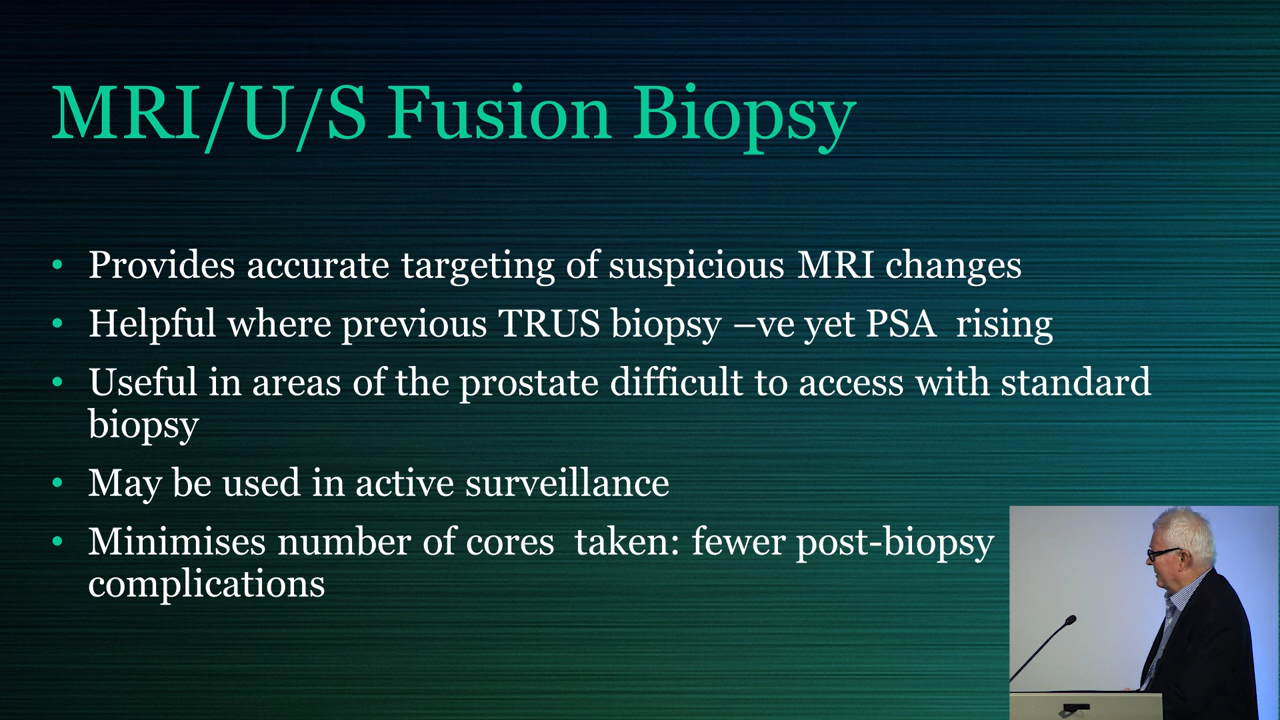 MRI/U/S Fusion Biopsy
• Provides accurate targeting of suspicious MRI changes
• Helpful where previous TRUS biopsy –ve yet PSA  rising
• Useful in areas of the prostate difficult to access with standard
biopsy
• May be used in active surveillance
• Minimises number of cores  taken: fewer post-biopsy
complications